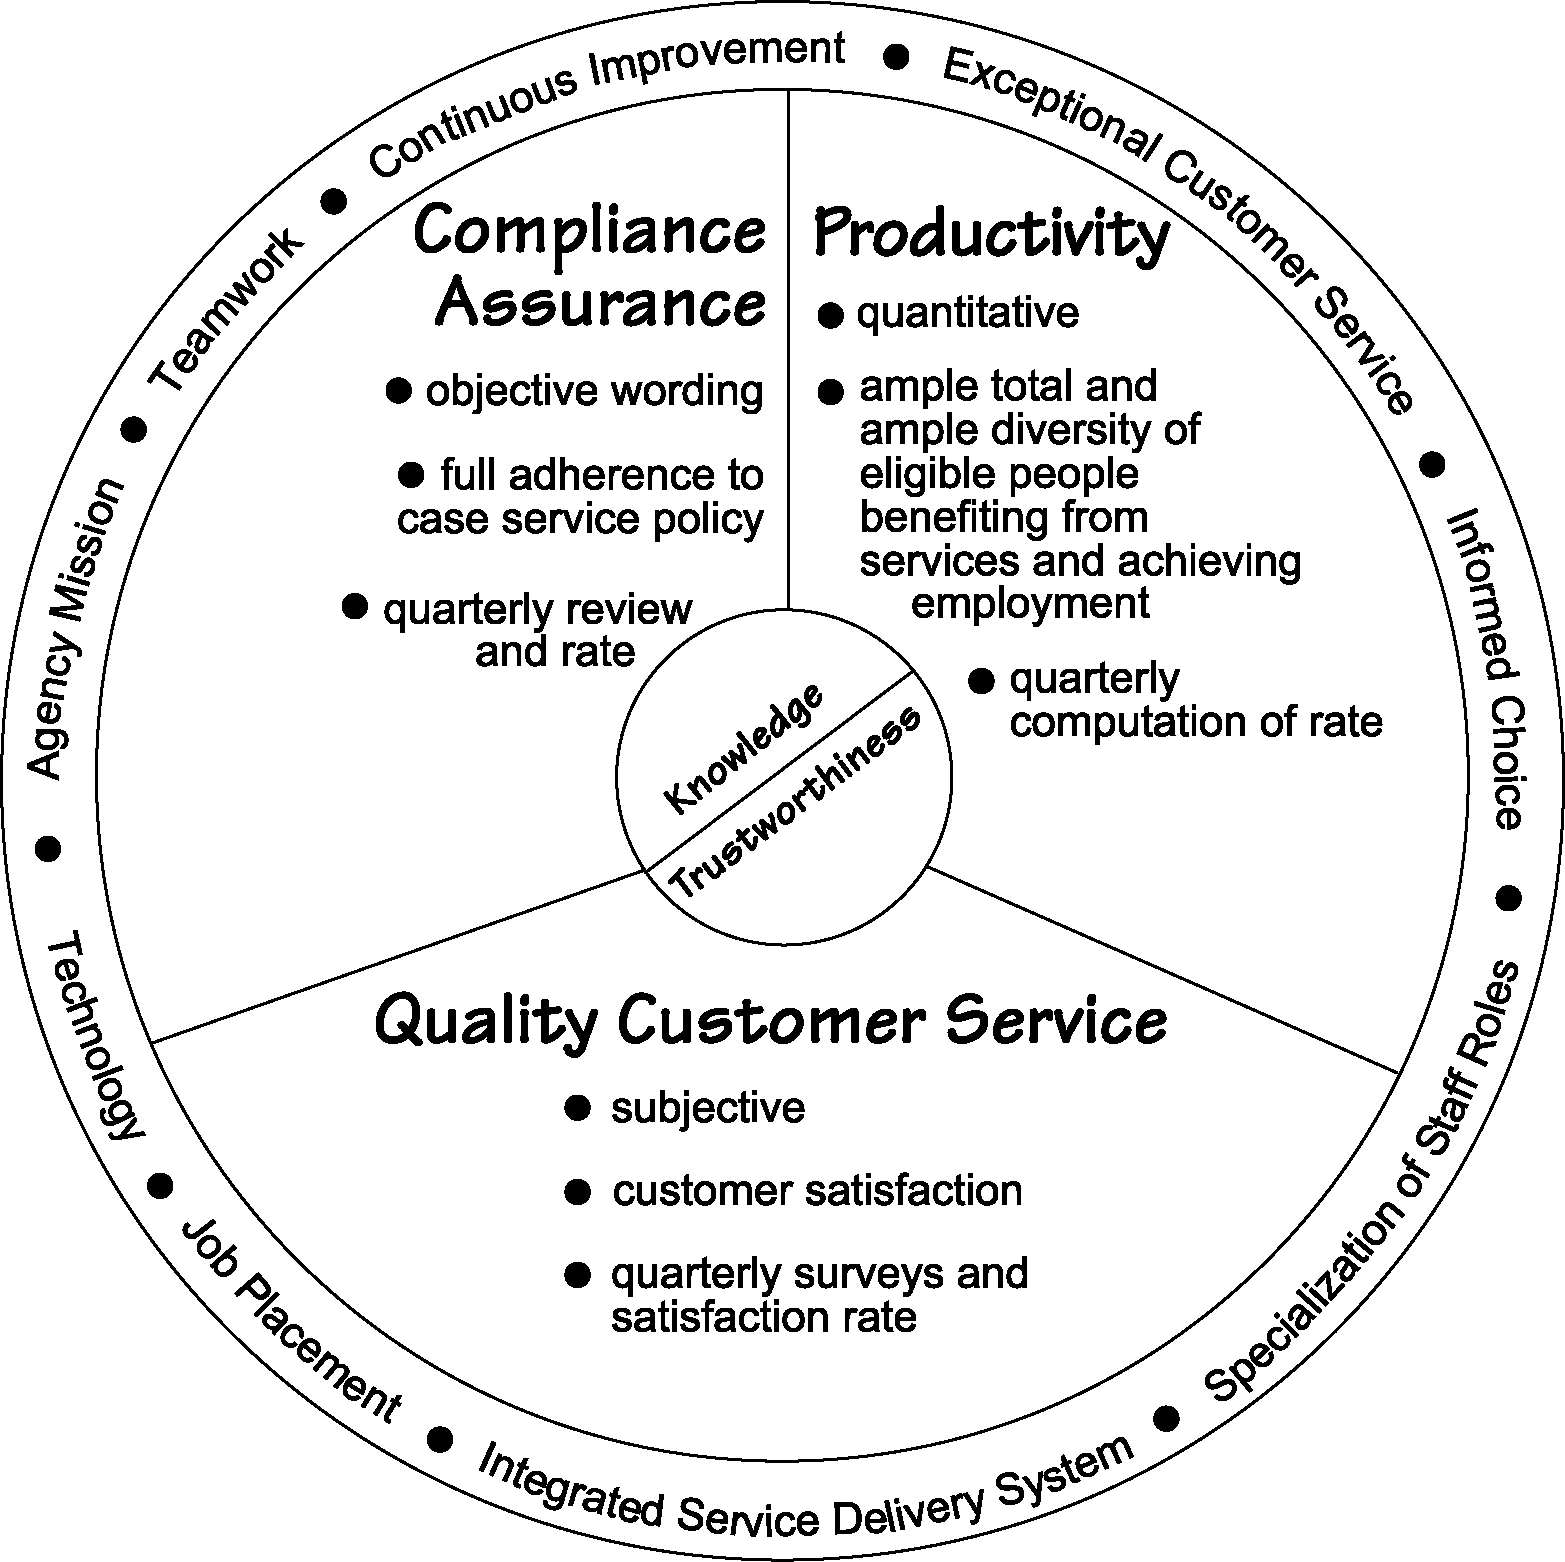 Continuous Improvement ● Exceptional Customer Service ● Informed Choice ● Specialization of Staff Roles ● Integrated Service Delivery System ● Job Placement ● Technology ● Agency Mission ● Teamwork ●
Compliance
Assurance
● objective wording
● full adherence to
case service policy
● quarterly review
and rate
Productivity
● quantitative
● ample total and
ample diversity of
eligible people
benefiting from
services and achieving
employment
● quarterly
computation of rate
Knowledge
Trustworthiness
Quality Customer Service
● subjective
● customer satisfaction
● quarterly surveys and
satisfaction rate